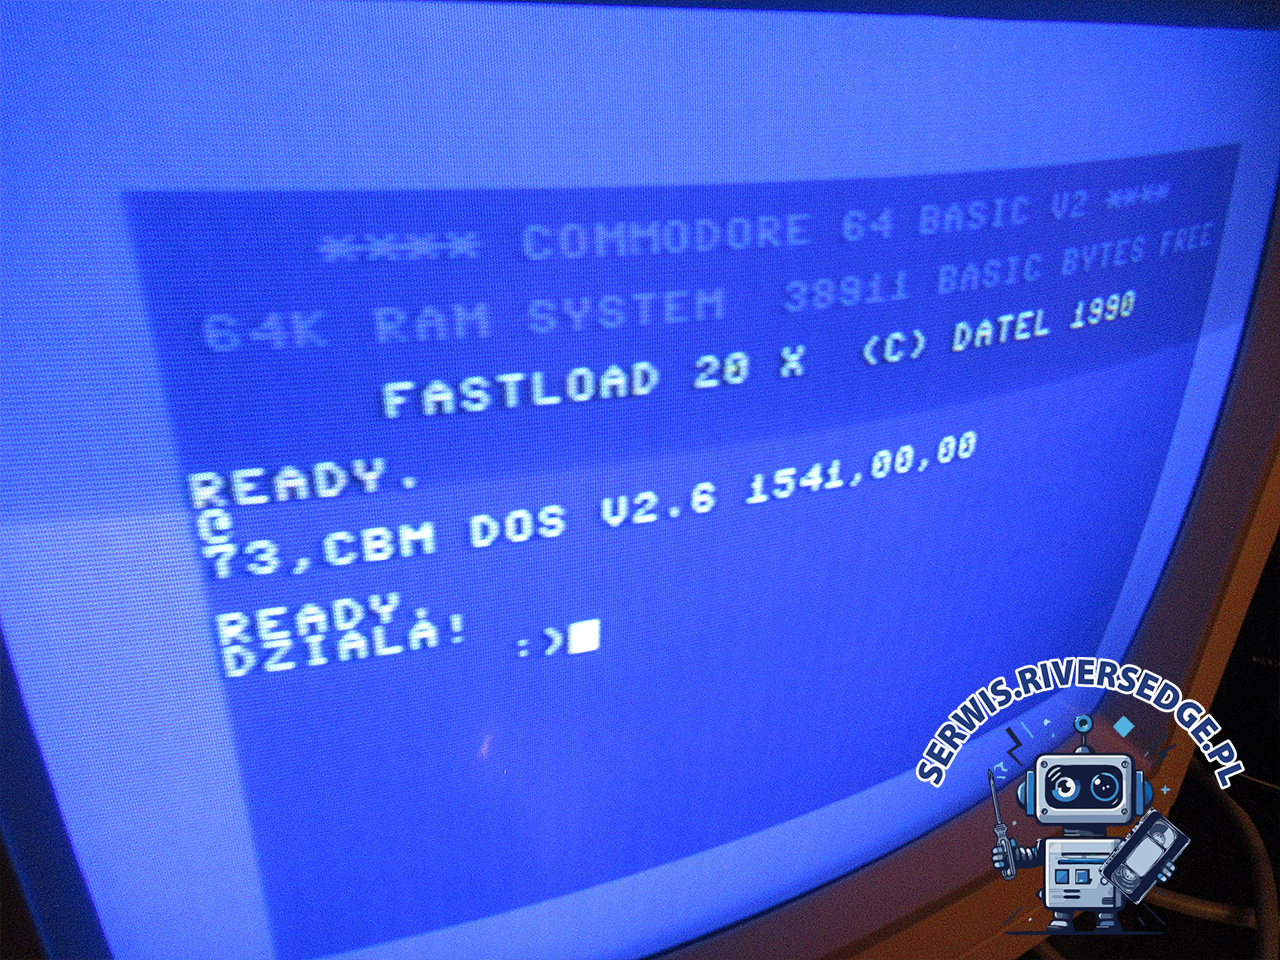 **** COMMODORE 64 BASIC V2 ****
64K RAM SYSTEM 38911 BASIC BYTES FREE
FASTLOAD 20 X (C) DATEL 1990
READY.
@
73,CBM DOS V2.6 1541,00,00
READY.
DZIALA! :>
SERWIS.RIVERSEDGE.PL